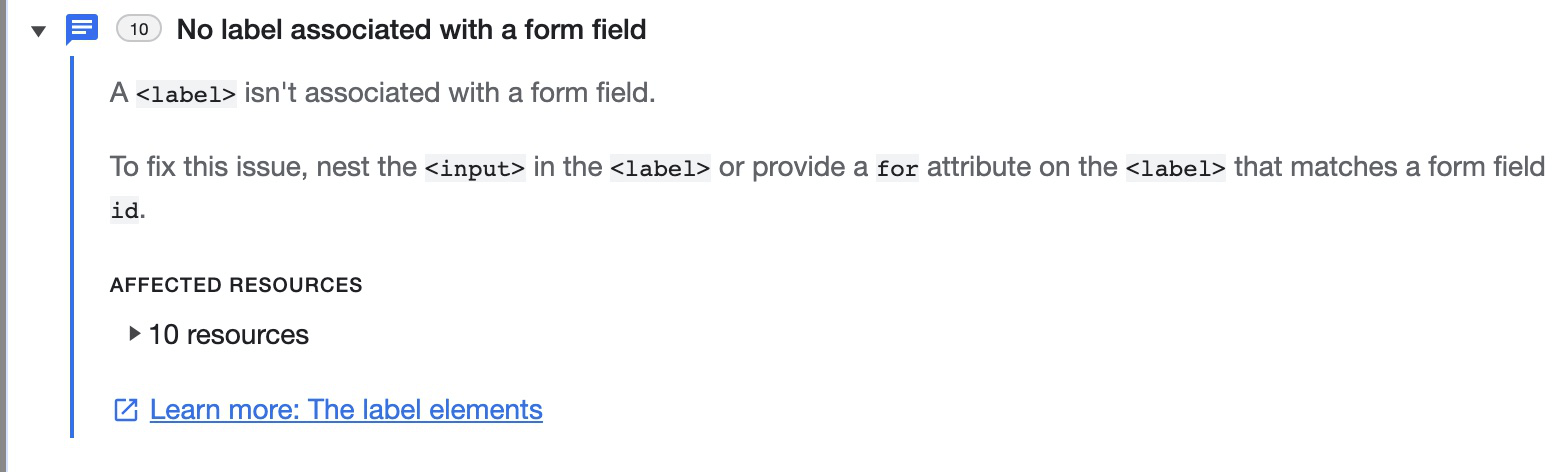 10 No label associated with a form field
A <label> isn't associated with a form field.
To fix this issue, nest the <input> in the <label> or provide a for attribute on the <label> that matches a form field
id.
AFFECTED RESOURCES
10 resources
Learn more: The label elements